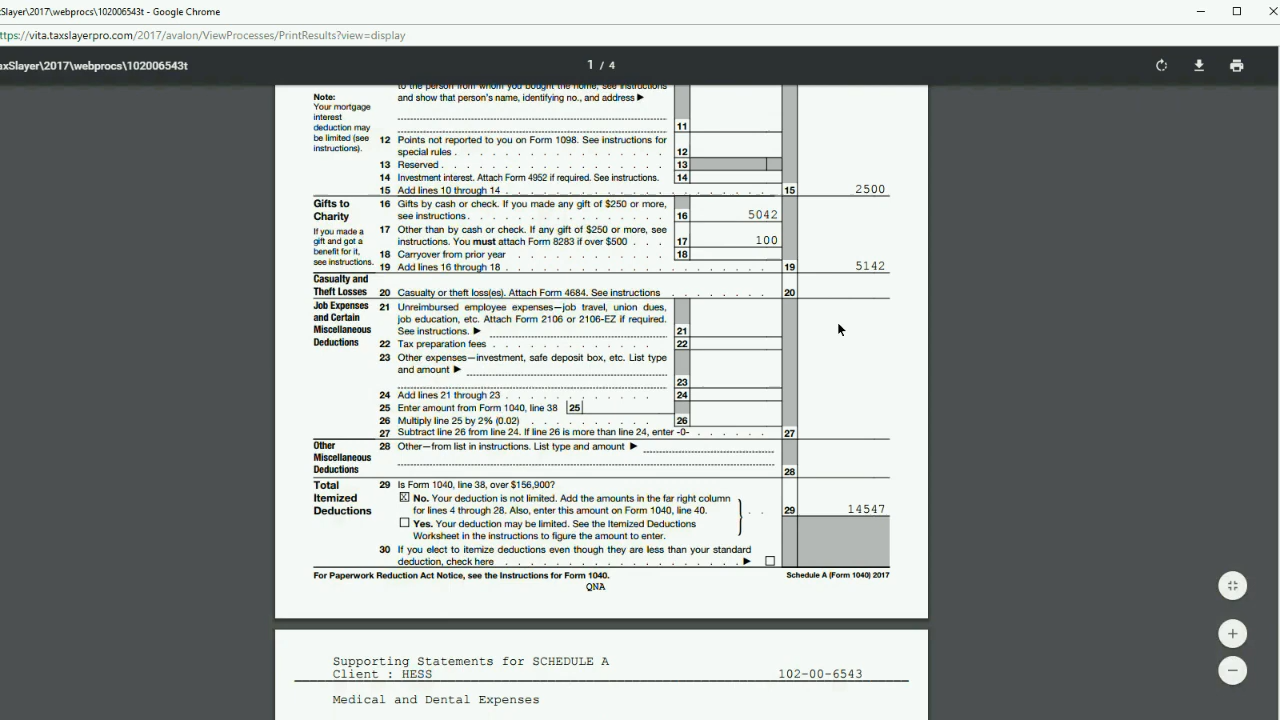 xSlayer\2017\webprocs\102006543t - Google Chrome
ttps://vita.taxslayerpro.com/2017/avalon/ViewProcesses/PrintResults?view=display
axSlayer\2017\webprocs\102006543t
1 / 4
to the person from whom you bought the home, see instructions
and show that person's name, identifying no., and address ▶
Note:
Your mortgage
interest
deduction may
be limited (see
instructions).
11
12 Points not reported to you on Form 1098. See instructions for
special rules . . . . . . . . . . . . . . . . 12
13 Reserved . . . . . . . . . . . . . . . . . 13
14 Investment interest. Attach Form 4952 if required. See instructions. 14
15 Add lines 10 through 14 . . . . . . . . . . . . . . . . . . . . 15 2500
Gifts to
Charity
If you made a
gift and got a
benefit for it,
see instructions.
16 Gifts by cash or check. If you made any gift of $250 or more,
see instructions . . . . . . . . . . . . . . . 16 5042
17 Other than by cash or check. If any gift of $250 or more, see
instructions. You must attach Form 8283 if over $500 . . . 17 100
18 Carryover from prior year . . . . . . . . . . . . 18
19 Add lines 16 through 18 . . . . . . . . . . . . . . . . . . . . 19 5142
Casualty and
Theft Losses
20 Casualty or theft loss(es). Attach Form 4684. See instructions . . . . . . . . 20
Job Expenses
and Certain
Miscellaneous
Deductions
21 Unreimbursed employee expenses—job travel, union dues,
job education, etc. Attach Form 2106 or 2106-EZ if required.
See instructions. ▶ 21
22 Tax preparation fees . . . . . . . . . . . . . 22
23 Other expenses—investment, safe deposit box, etc. List type
and amount ▶
23
24 Add lines 21 through 23 . . . . . . . . . . . . 24
25 Enter amount from Form 1040, line 38 25
26 Multiply line 25 by 2% (0.02) . . . . . . . . . . 26
27 Subtract line 26 from line 24. If line 26 is more than line 24, enter -0- . . . . . . 27
Other
Miscellaneous
Deductions
28 Other—from list in instructions. List type and amount ▶
28
Total
Itemized
Deductions
29 Is Form 1040, line 38, over $156,900?
☒ No. Your deduction is not limited. Add the amounts in the far right column
for lines 4 through 28. Also, enter this amount on Form 1040, line 40. . . 29 14547
☐ Yes. Your deduction may be limited. See the Itemized Deductions
Worksheet in the instructions to figure the amount to enter.
30 If you elect to itemize deductions even though they are less than your standard
deduction, check here . . . . . . . . . . . . . . . . . . . ▶ ☐
For Paperwork Reduction Act Notice, see the Instructions for Form 1040. Schedule A (Form 1040) 2017
QNA
Supporting Statements for SCHEDULE A
Client : HESS 102-00-6543
Medical and Dental Expenses